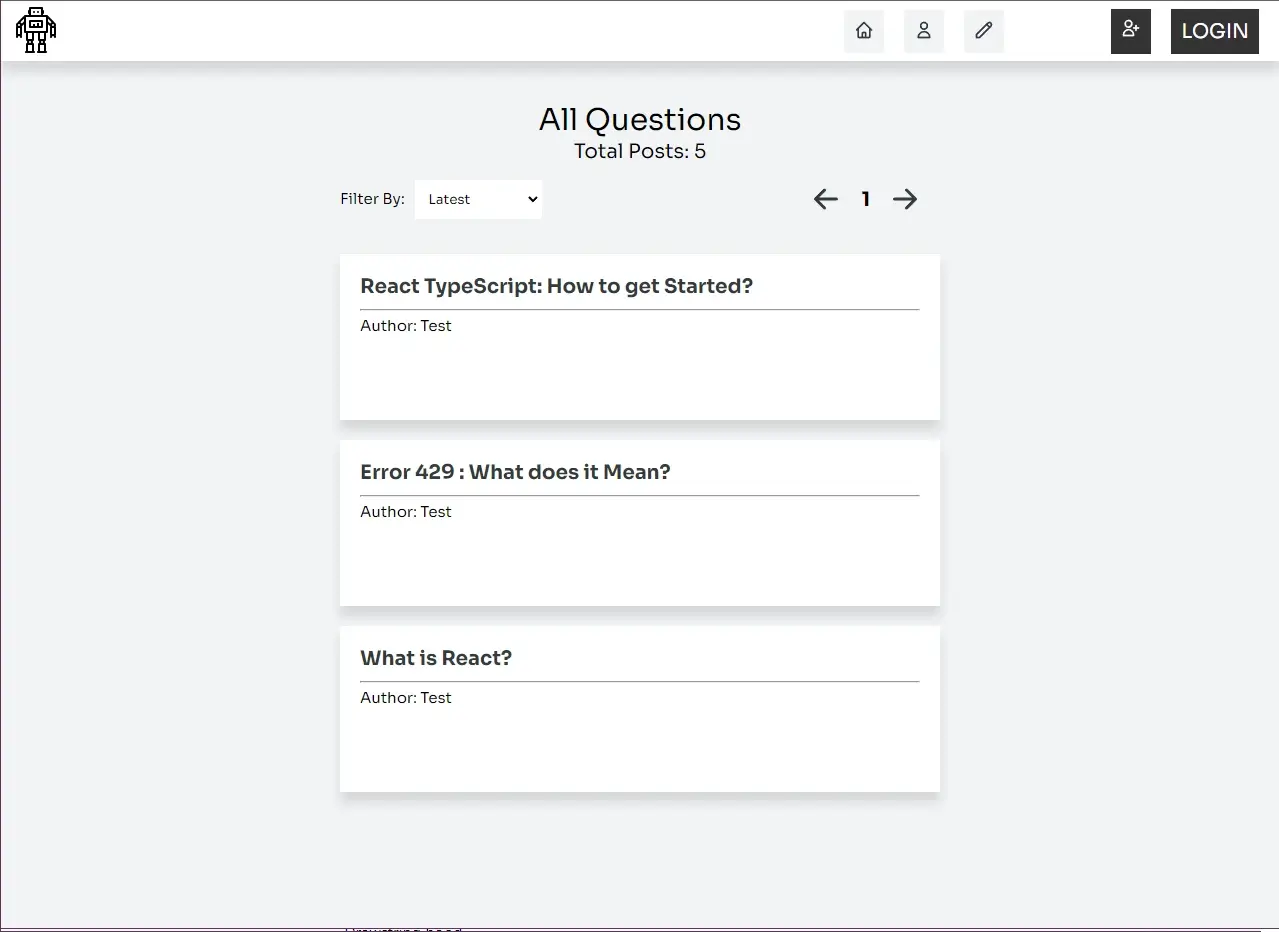 LOGIN
All Questions
Total Posts: 5
Filter By: Latest 1
React TypeScript: How to get Started?
Author: Test
Error 429 : What does it Mean?
Author: Test
What is React?
Author: Test